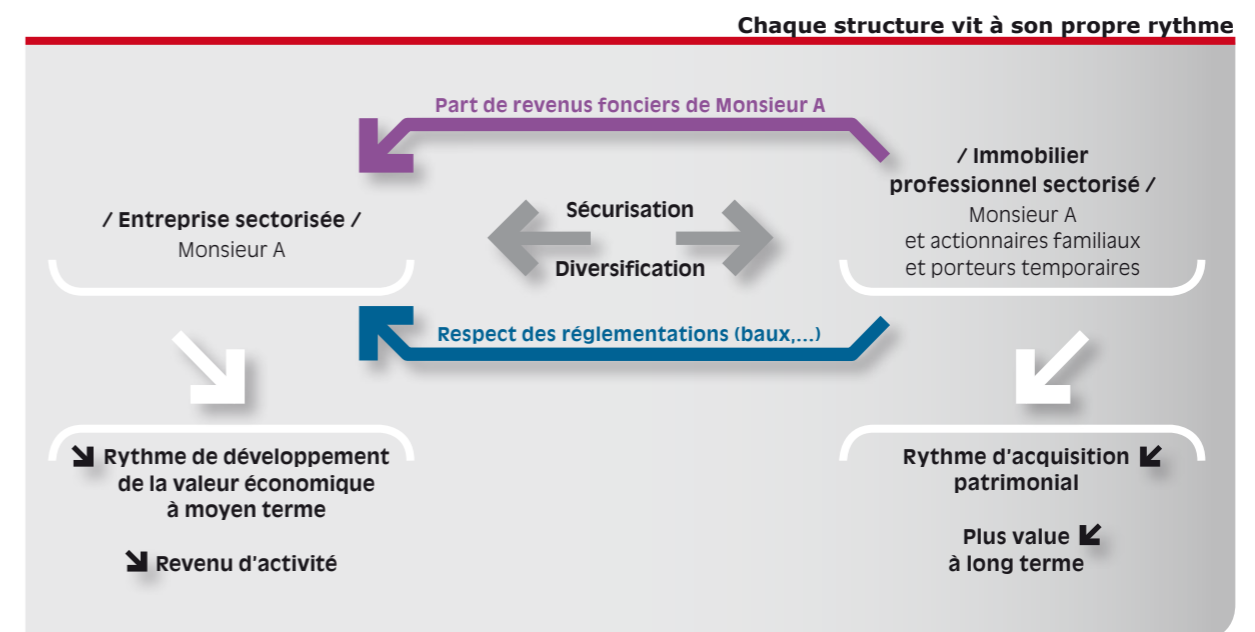 Chaque structure vit à son propre rythme
Part de revenus fonciers de Monsieur A
/ Entreprise sectorisée /
Monsieur A
Sécurisation
Diversification
/ Immobilier
professionnel sectorisé /
Monsieur A
et actionnaires familiaux
et porteurs temporaires
Respect des réglementations (baux,...)
Rythme de développement
de la valeur économique
à moyen terme
Revenu d'activité
Rythme d'acquisition
patrimonial
Plus value
à long terme